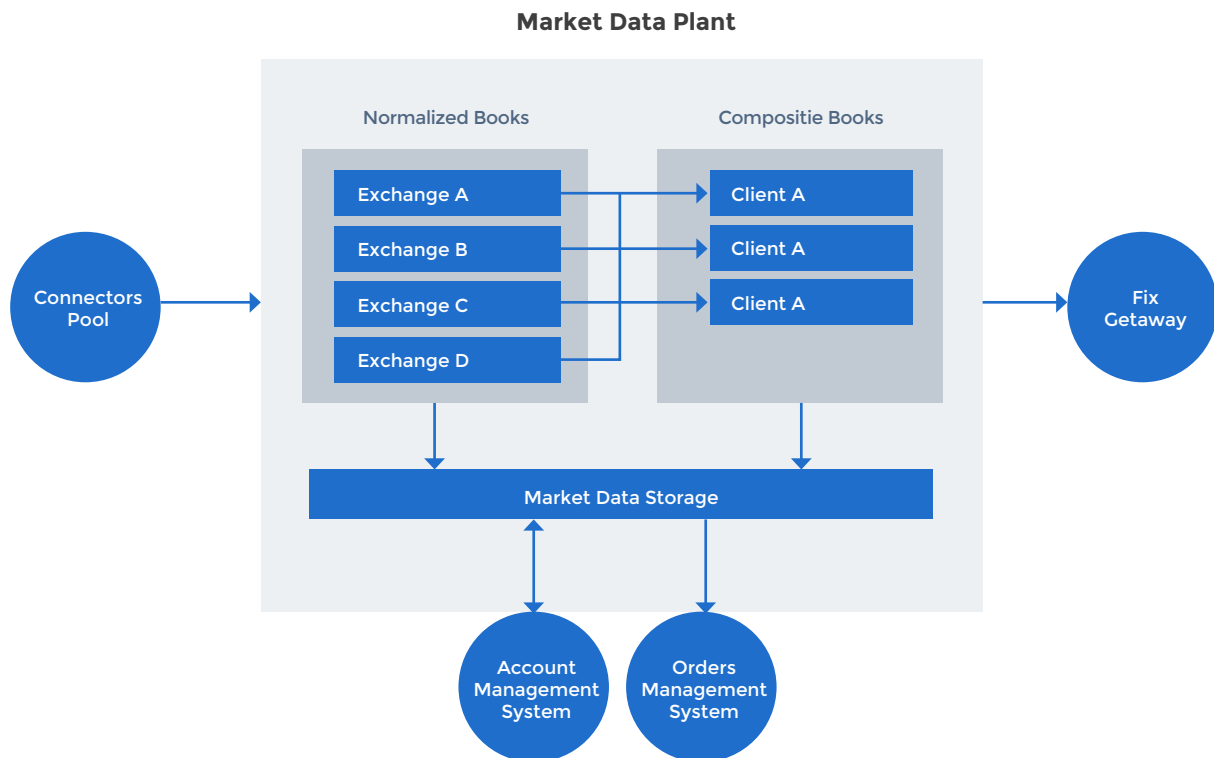 Market Data Plant
Normalized Books
Compositie Books
Exchange A
Client A
Exchange B
Client A
Exchange C
Client A
Exchange D
Connectors
Pool
Fix
Getaway
Market Data Storage
Account
Management
System
Orders
Management
System